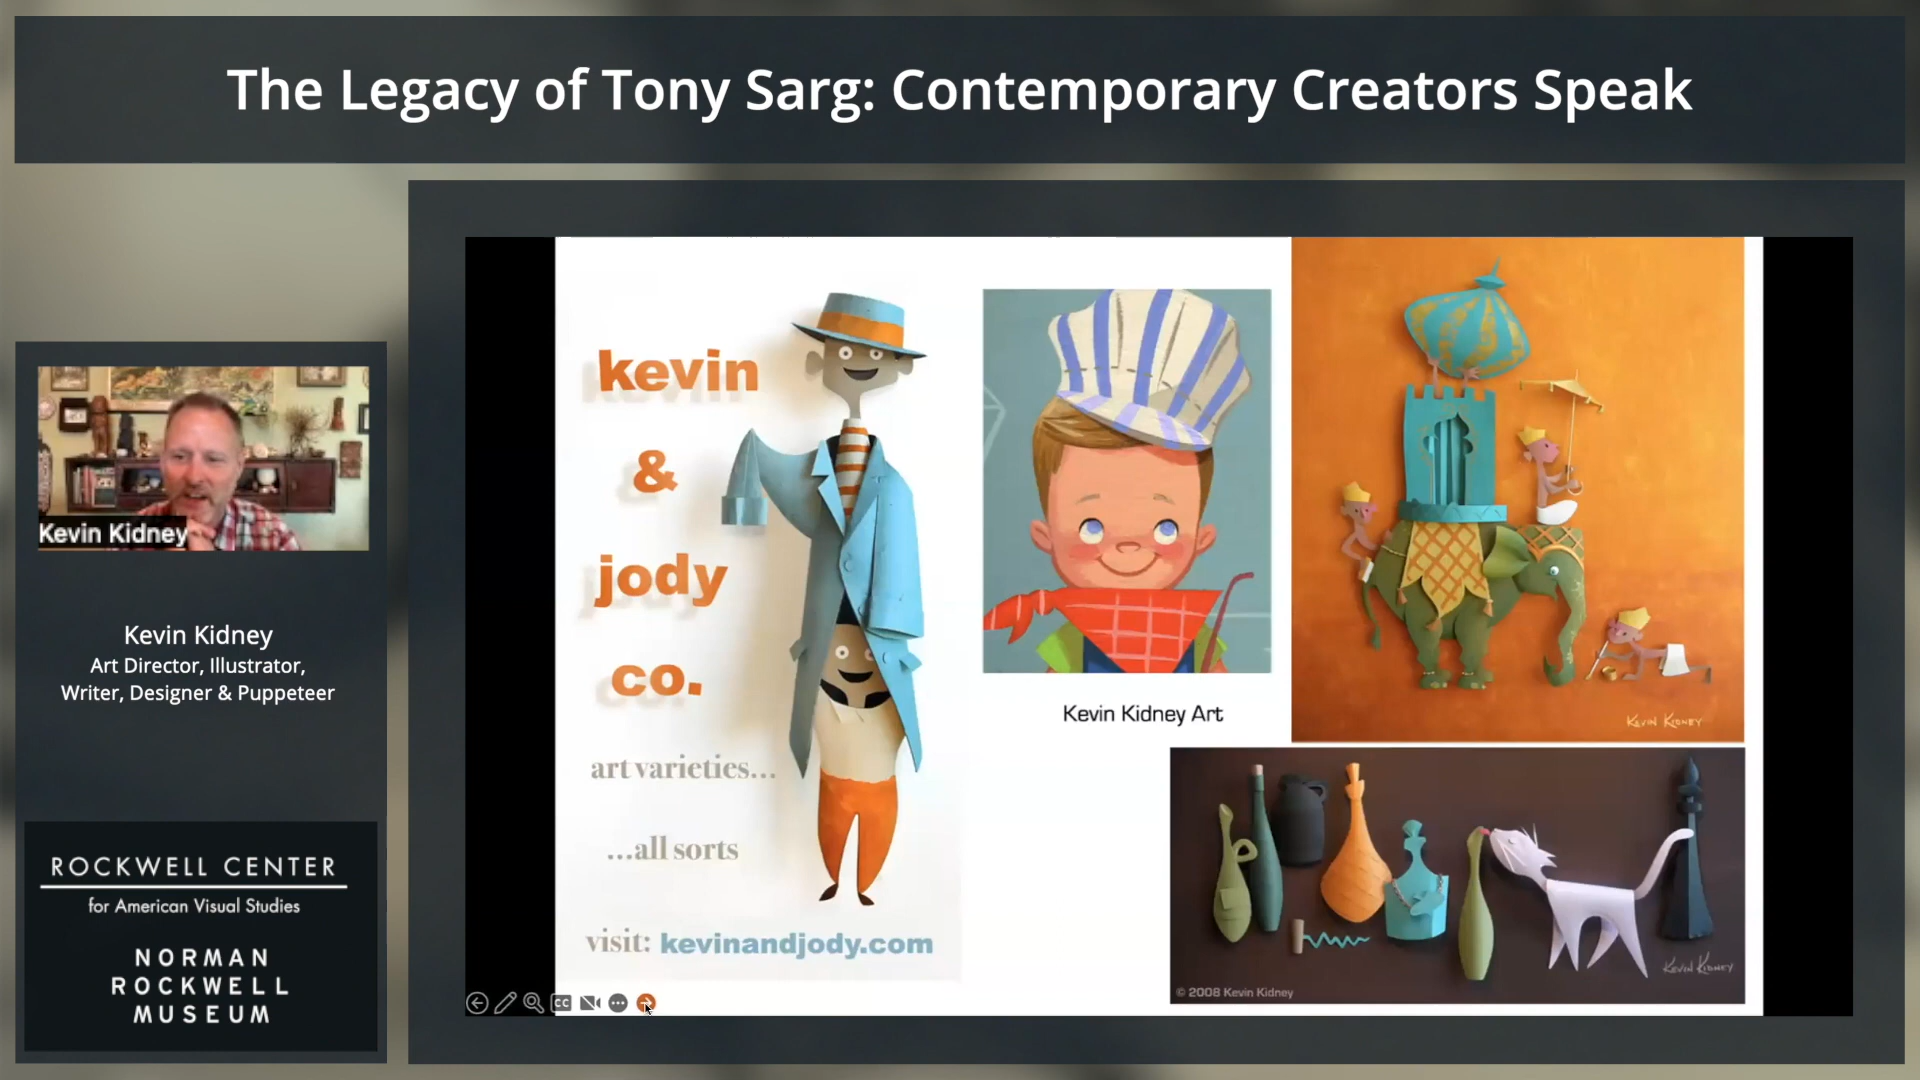 The Legacy of Tony Sarg: Contemporary Creators Speak
Kevin Kidney
Kevin Kidney
Art Director, Illustrator,
Writer, Designer & Puppeteer
ROCKWELL CENTER
for American Visual Studies
NORMAN
ROCKWELL
MUSEUM
kevin
&
jody
co.
art varieties...
...all sorts
visit: kevinandjody.com
Kevin Kidney Art
KEVIN KIDNEY
KEVIN KIDNEY
© 2008 Kevin Kidney
CC